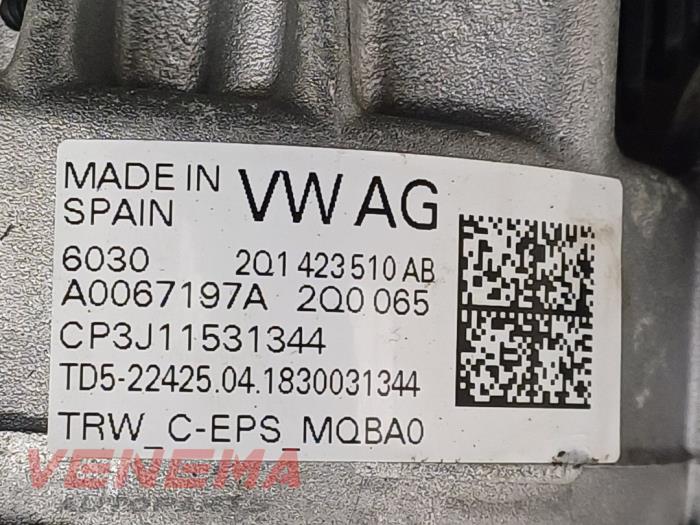 MADE IN VW AG
SPAIN
6030 2Q1 423 510 AB
A0067197A 2Q0 065
CP3J11531344
TD5-22425.04.1830031344
TRW_C-EPS_MQBA0
VENEMA
AUTOPARTS